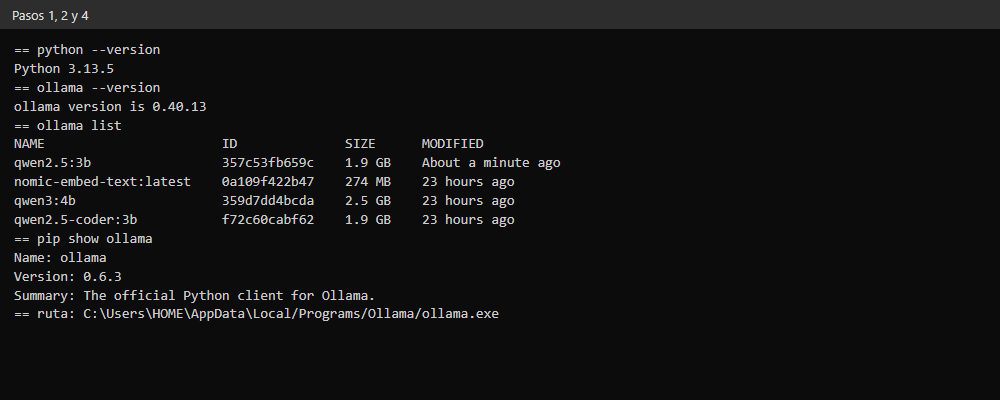 Pasos 1, 2 y 4
== python --version
Python 3.13.5
== ollama --version
ollama version is 0.40.13
== ollama list
NAME ID SIZE MODIFIED
qwen2.5:3b 357c53fb659c 1.9 GB About a minute ago
nomic-embed-text:latest 0a109f422b47 274 MB 23 hours ago
qwen3:4b 359d7dd4bcda 2.5 GB 23 hours ago
qwen2.5-coder:3b f72c60cabf62 1.9 GB 23 hours ago
== pip show ollama
Name: ollama
Version: 0.6.3
Summary: The official Python client for Ollama.
== ruta: C:\Users\HOME\AppData\Local/Programs/Ollama/ollama.exe